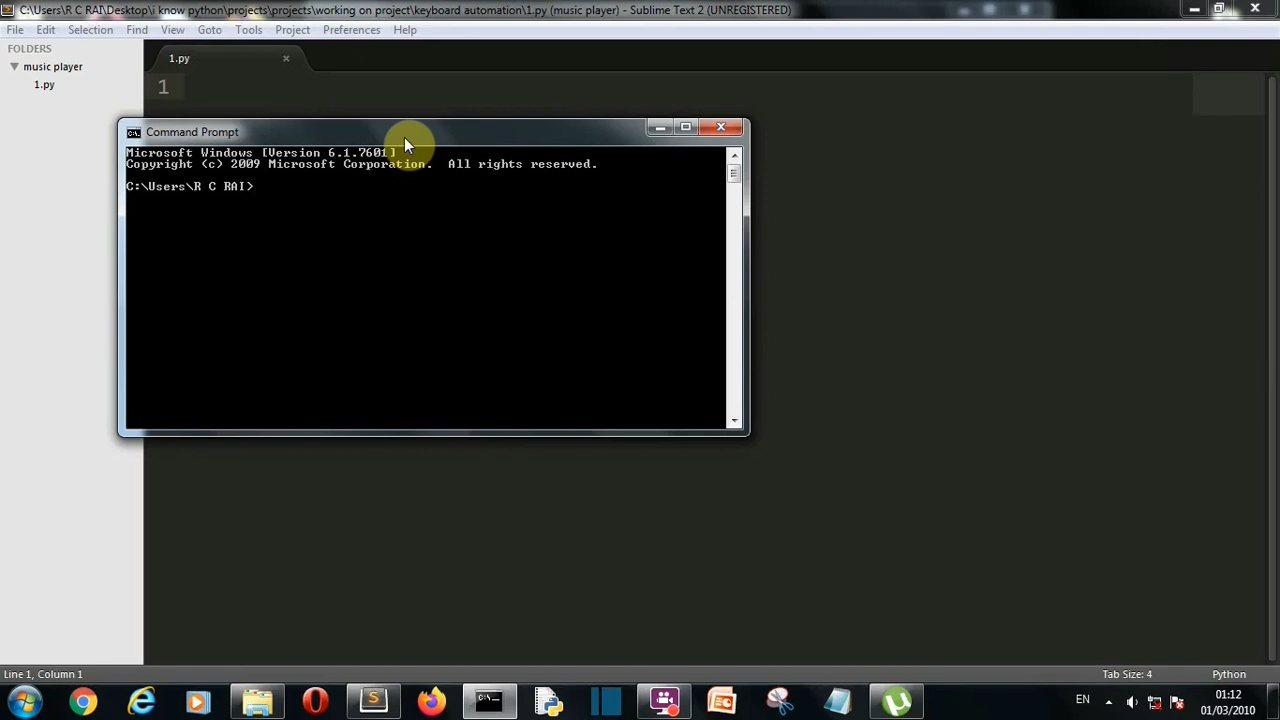 C:\Users\R C RAI\Desktop\i know python\projects\projects\working on project\keyboard automation\1.py (music player) - Sublime Text 2 (UNREGISTERED)
File Edit Selection Find View Goto Tools Project Preferences Help
FOLDERS
music player
1.py
1.py
1
Command Prompt
Microsoft Windows [Version 6.1.7601]
Copyright (c) 2009 Microsoft Corporation. All rights reserved.
C:\Users\R C RAI>
Line 1, Column 1
Tab Size: 4
Python
EN
01:12
01/03/2010